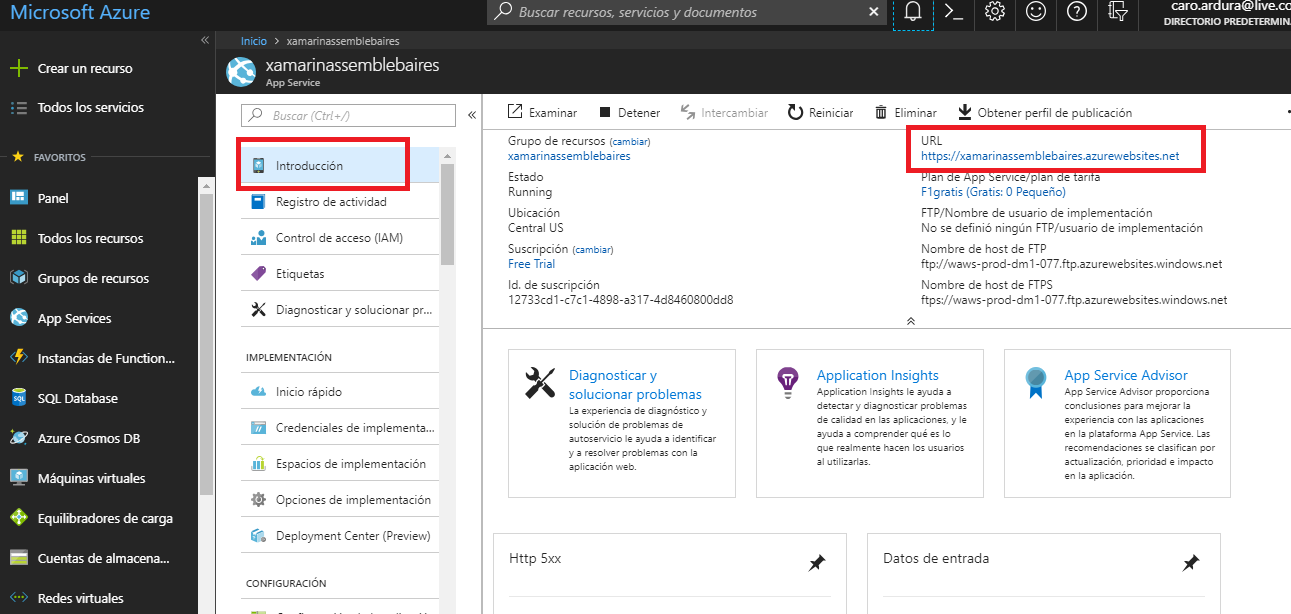 Microsoft Azure
Buscar recursos, servicios y documentos
caro.ardura@live.co
DIRECTORIO PREDETERMINA
Crear un recurso
Todos los servicios
FAVORITOS
Panel
Todos los recursos
Grupos de recursos
App Services
Instancias de Function...
SQL Database
Azure Cosmos DB
Máquinas virtuales
Equilibradores de carga
Cuentas de almacena...
Redes virtuales
Inicio > xamarinassemblebaires
xamarinassemblebaires
App Service
Buscar (Ctrl+/)
Introducción
Registro de actividad
Control de acceso (IAM)
Etiquetas
Diagnosticar y solucionar pr...
IMPLEMENTACIÓN
Inicio rápido
Credenciales de implementa...
Espacios de implementación
Opciones de implementación
Deployment Center (Preview)
CONFIGURACIÓN
Examinar
Detener
Intercambiar
Reiniciar
Eliminar
Obtener perfil de publicación
Grupo de recursos (cambiar)
xamarinassemblebaires
Estado
Running
Ubicación
Central US
Suscripción (cambiar)
Free Trial
Id. de suscripción
12733cd1-c7c1-4898-a317-4d8460800dd8
URL
https://xamarinassemblebaires.azurewebsites.net
Plan de App Service/plan de tarifa
F1gratis (Gratis: 0 Pequeño)
FTP/Nombre de usuario de implementación
No se definió ningún FTP/usuario de implementación
Nombre de host de FTP
ftp://waws-prod-dm1-077.ftp.azurewebsites.windows.net
Nombre de host de FTPS
ftps://waws-prod-dm1-077.ftp.azurewebsites.windows.net
Diagnosticar y
solucionar problemas
La experiencia de diagnóstico y
solución de problemas de
autoservicio le ayuda a identificar
y a resolver problemas con la
aplicación web.
Application Insights
Application Insights le ayuda a
detectar y diagnosticar problemas
de calidad en las aplicaciones, y le
ayuda a comprender qué es lo
que realmente hacen los usuarios
al utilizarlas.
App Service Advisor
App Service Advisor proporciona
conclusiones para mejorar la
experiencia con las aplicaciones
en la plataforma App Service. Las
recomendaciones se clasifican por
actualización, prioridad e impacto
en la aplicación.
Http 5xx
Datos de entrada